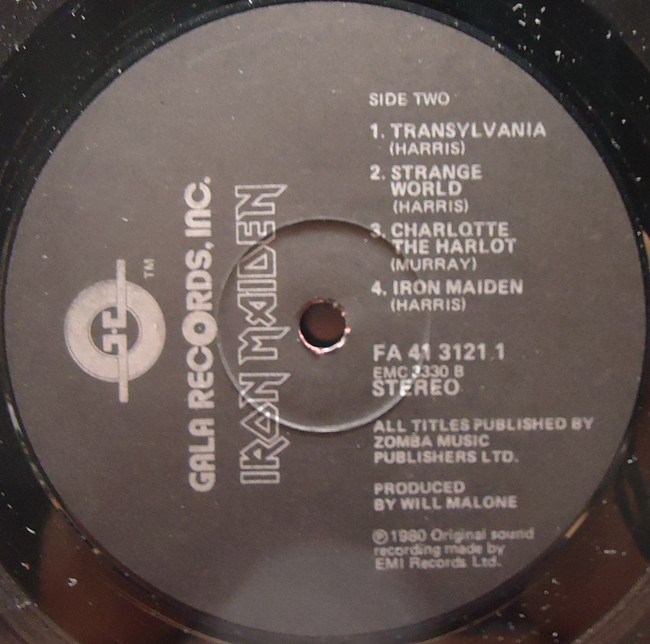 SIDE TWO
1. TRANSYLVANIA
(HARRIS)
2. STRANGE
WORLD
(HARRIS)
3. CHARLOTTE
THE HARLOT
(MURRAY)
4. IRON MAIDEN
(HARRIS)
FA 41 3121 1
EMC 3330 B
STEREO
ALL TITLES PUBLISHED BY
ZOMBA MUSIC
PUBLISHERS LTD.
PRODUCED
BY WILL MALONE
℗ 1980 Original sound
recording made by
EMI Records Ltd.
TM
GALA RECORDS, INC.
IRON MAIDEN